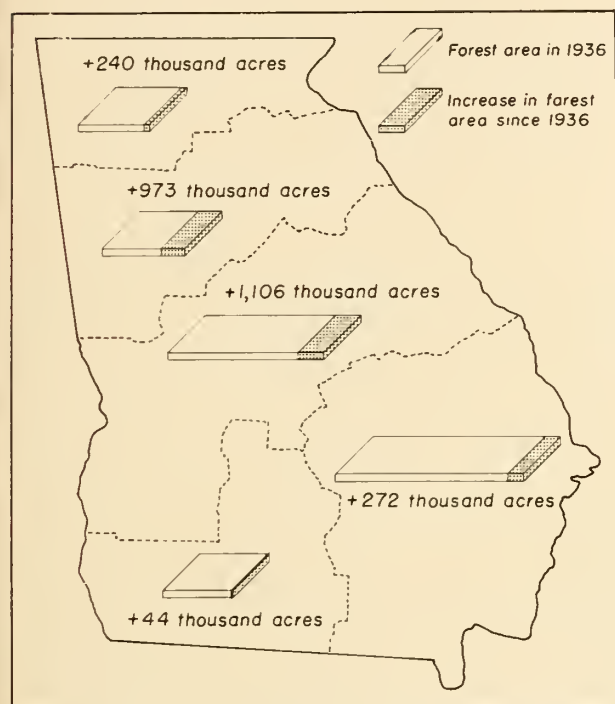 +240 thousand acres
Forest area in 1936
Increase in farest
area since 1936
+973 thousand acres
+1,106 thousand acres
+272 thousand acres
+44 thousand acres